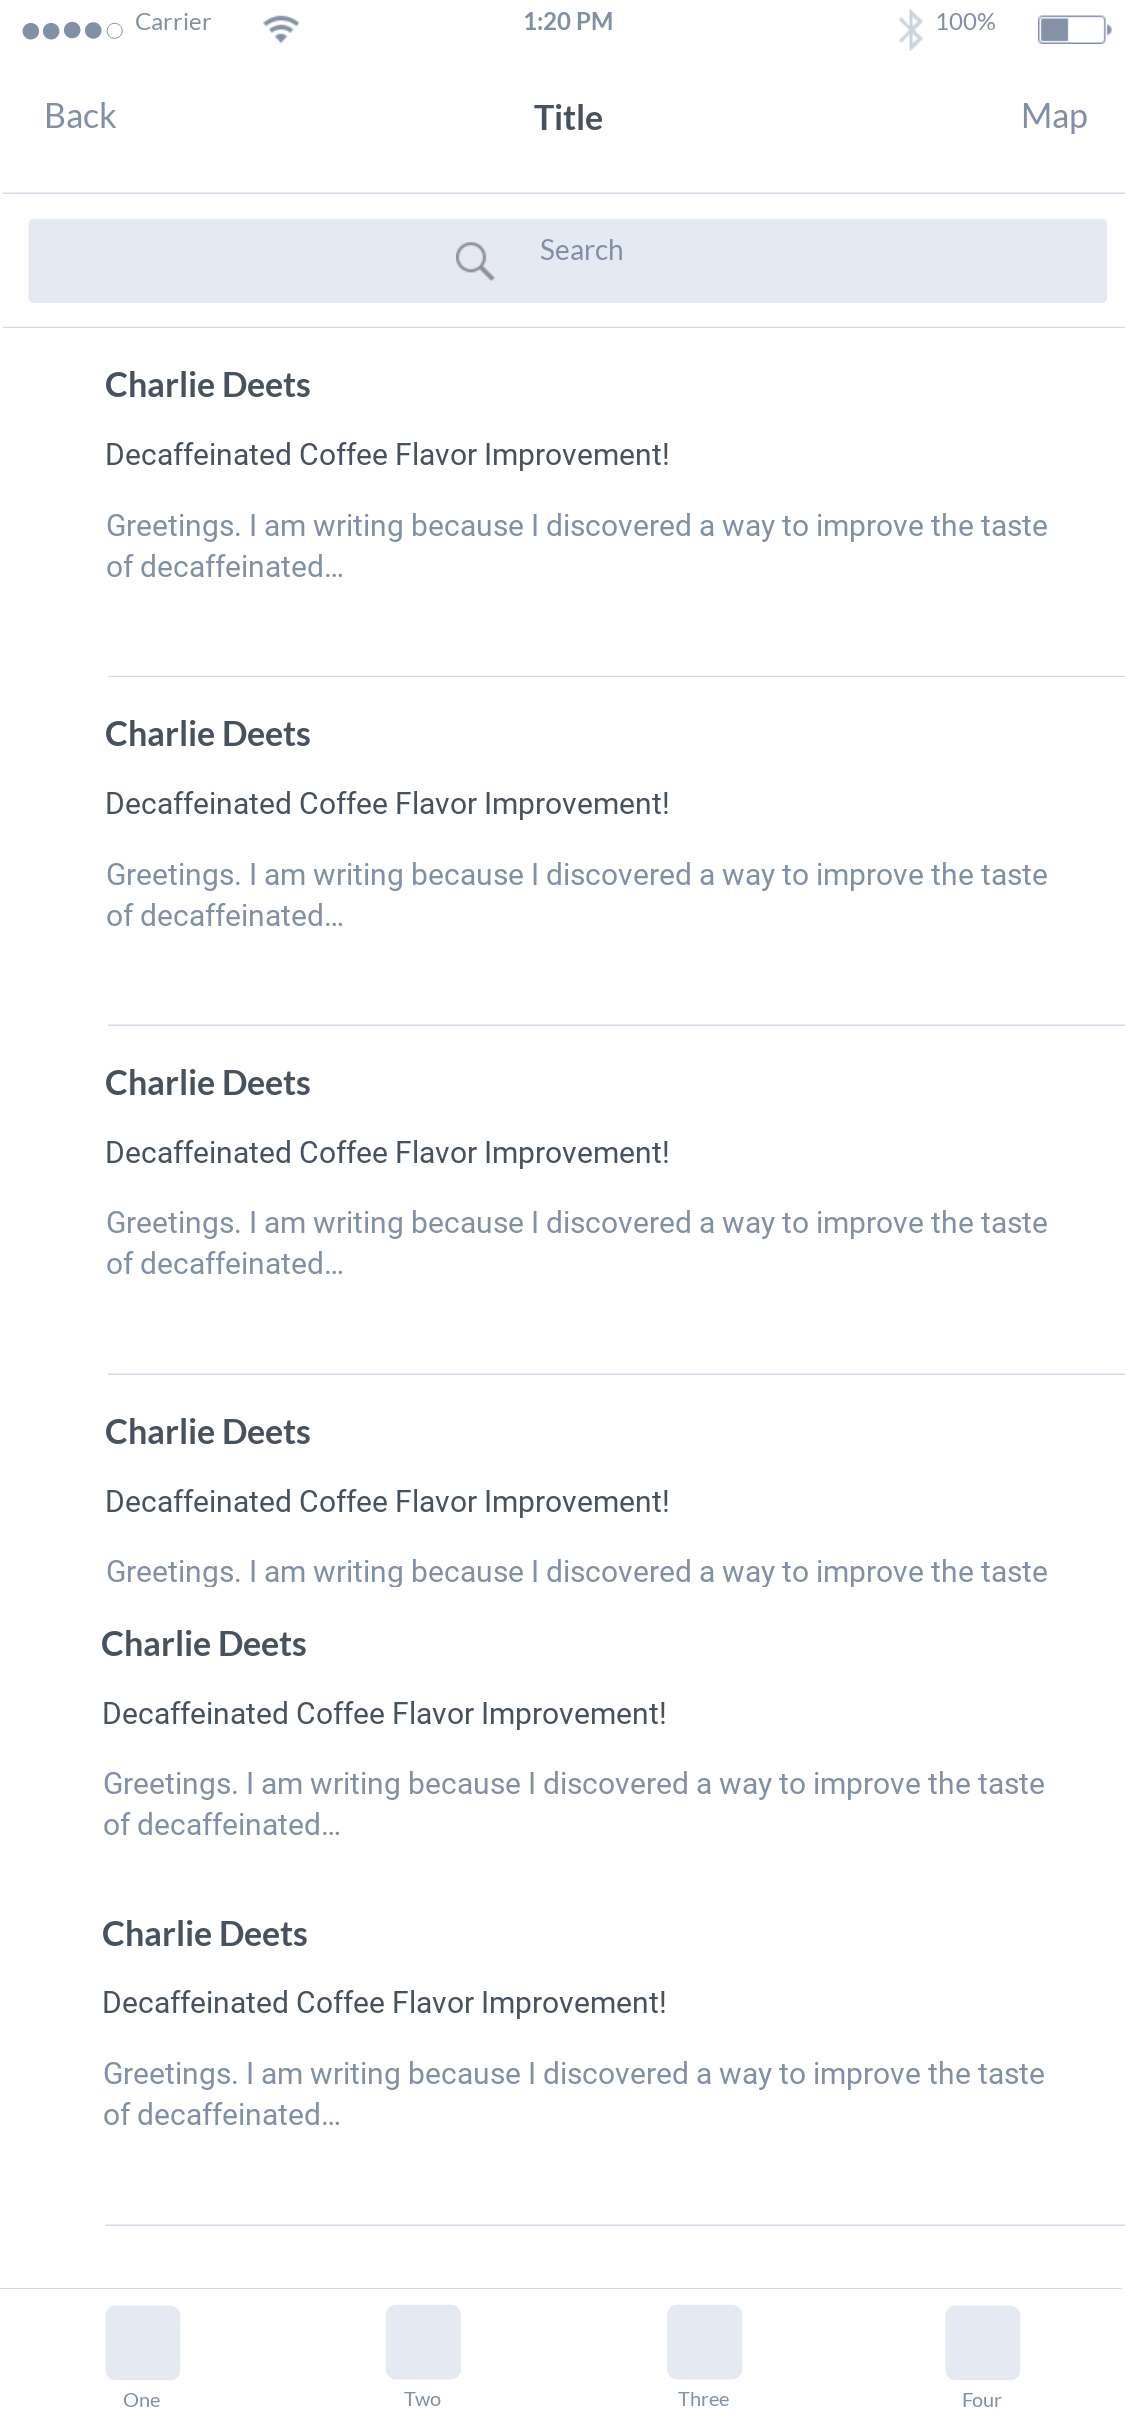 Carrier 1:20 PM 100%
Back Title Map
Search
Charlie Deets
Decaffeinated Coffee Flavor Improvement!
Greetings. I am writing because I discovered a way to improve the taste
of decaffeinated...
Charlie Deets
Decaffeinated Coffee Flavor Improvement!
Greetings. I am writing because I discovered a way to improve the taste
of decaffeinated...
Charlie Deets
Decaffeinated Coffee Flavor Improvement!
Greetings. I am writing because I discovered a way to improve the taste
of decaffeinated...
Charlie Deets
Decaffeinated Coffee Flavor Improvement!
Greetings. I am writing because I discovered a way to improve the taste
Charlie Deets
Decaffeinated Coffee Flavor Improvement!
Greetings. I am writing because I discovered a way to improve the taste
of decaffeinated...
Charlie Deets
Decaffeinated Coffee Flavor Improvement!
Greetings. I am writing because I discovered a way to improve the taste
of decaffeinated...
One Two Three Four